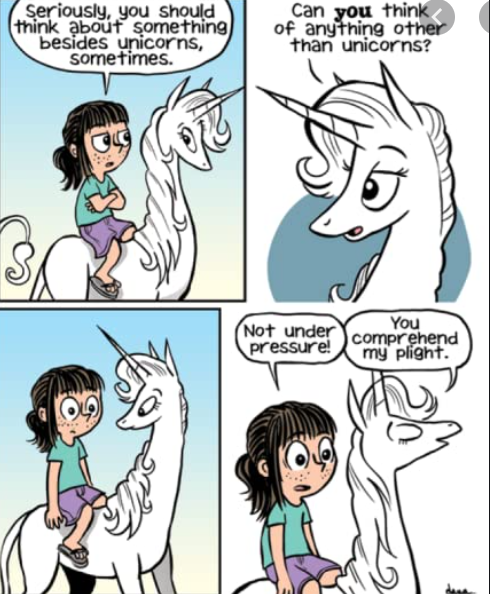 Seriously, you should
think about something
besides unicorns,
sometimes.
Can you think
of anything other
than unicorns?
Not under
pressure!
You
comprehend
my plight.